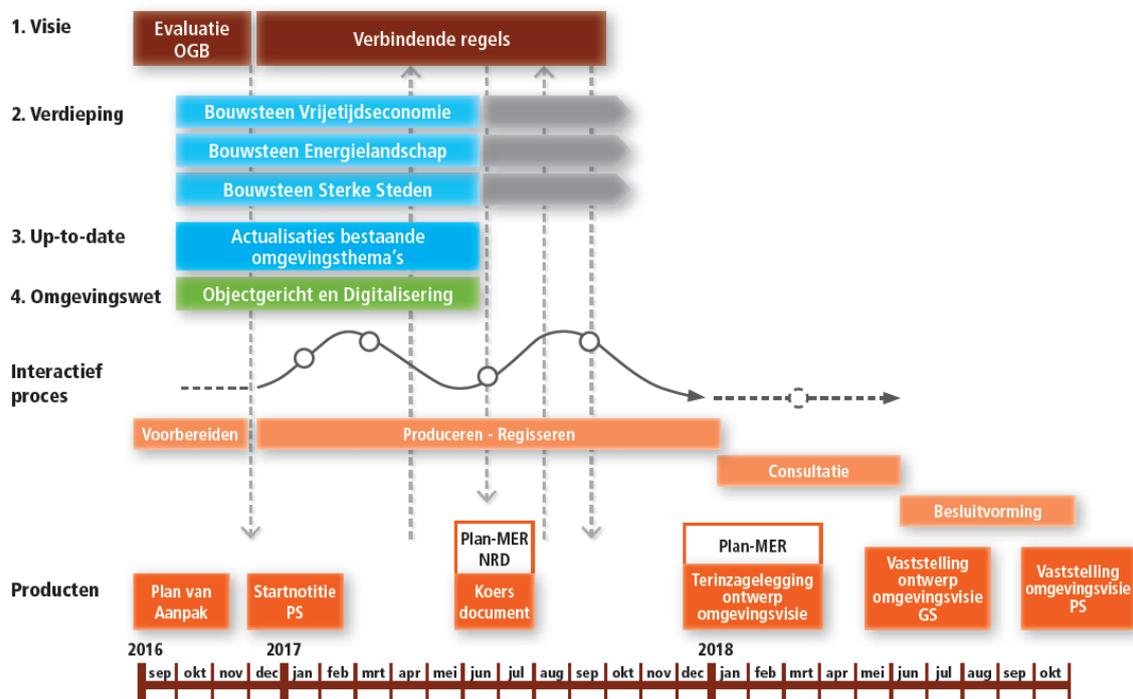 1. Visie
Evaluatie
OGB
Verbindende regels
2. Verdieping
Bouwsteen Vrijetijdseconomie
Bouwsteen Energielandschap
Bouwsteen Sterke Steden
3. Up-to-date
Actualisaties bestaande
omgevingsthema's
4. Omgevingswet
Objectgericht en Digitalisering
Interactief
proces
Voorbereiden
Produceren - Regisseren
Consultatie
Besluitvorming
Producten
Plan van
Aanpak
Startnotitie
PS
Plan-MER
NRD
Koers
document
Plan-MER
Terinzagelegging
ontwerp
omgevingsvisie
Vaststelling
ontwerp
omgevingsvisie
GS
Vaststelling
omgevingsvisie
PS
2016 2017 2018
sep okt nov dec jan feb mrt apr mei jun jul aug sep okt nov dec jan feb mrt apr mei jun jul aug sep okt